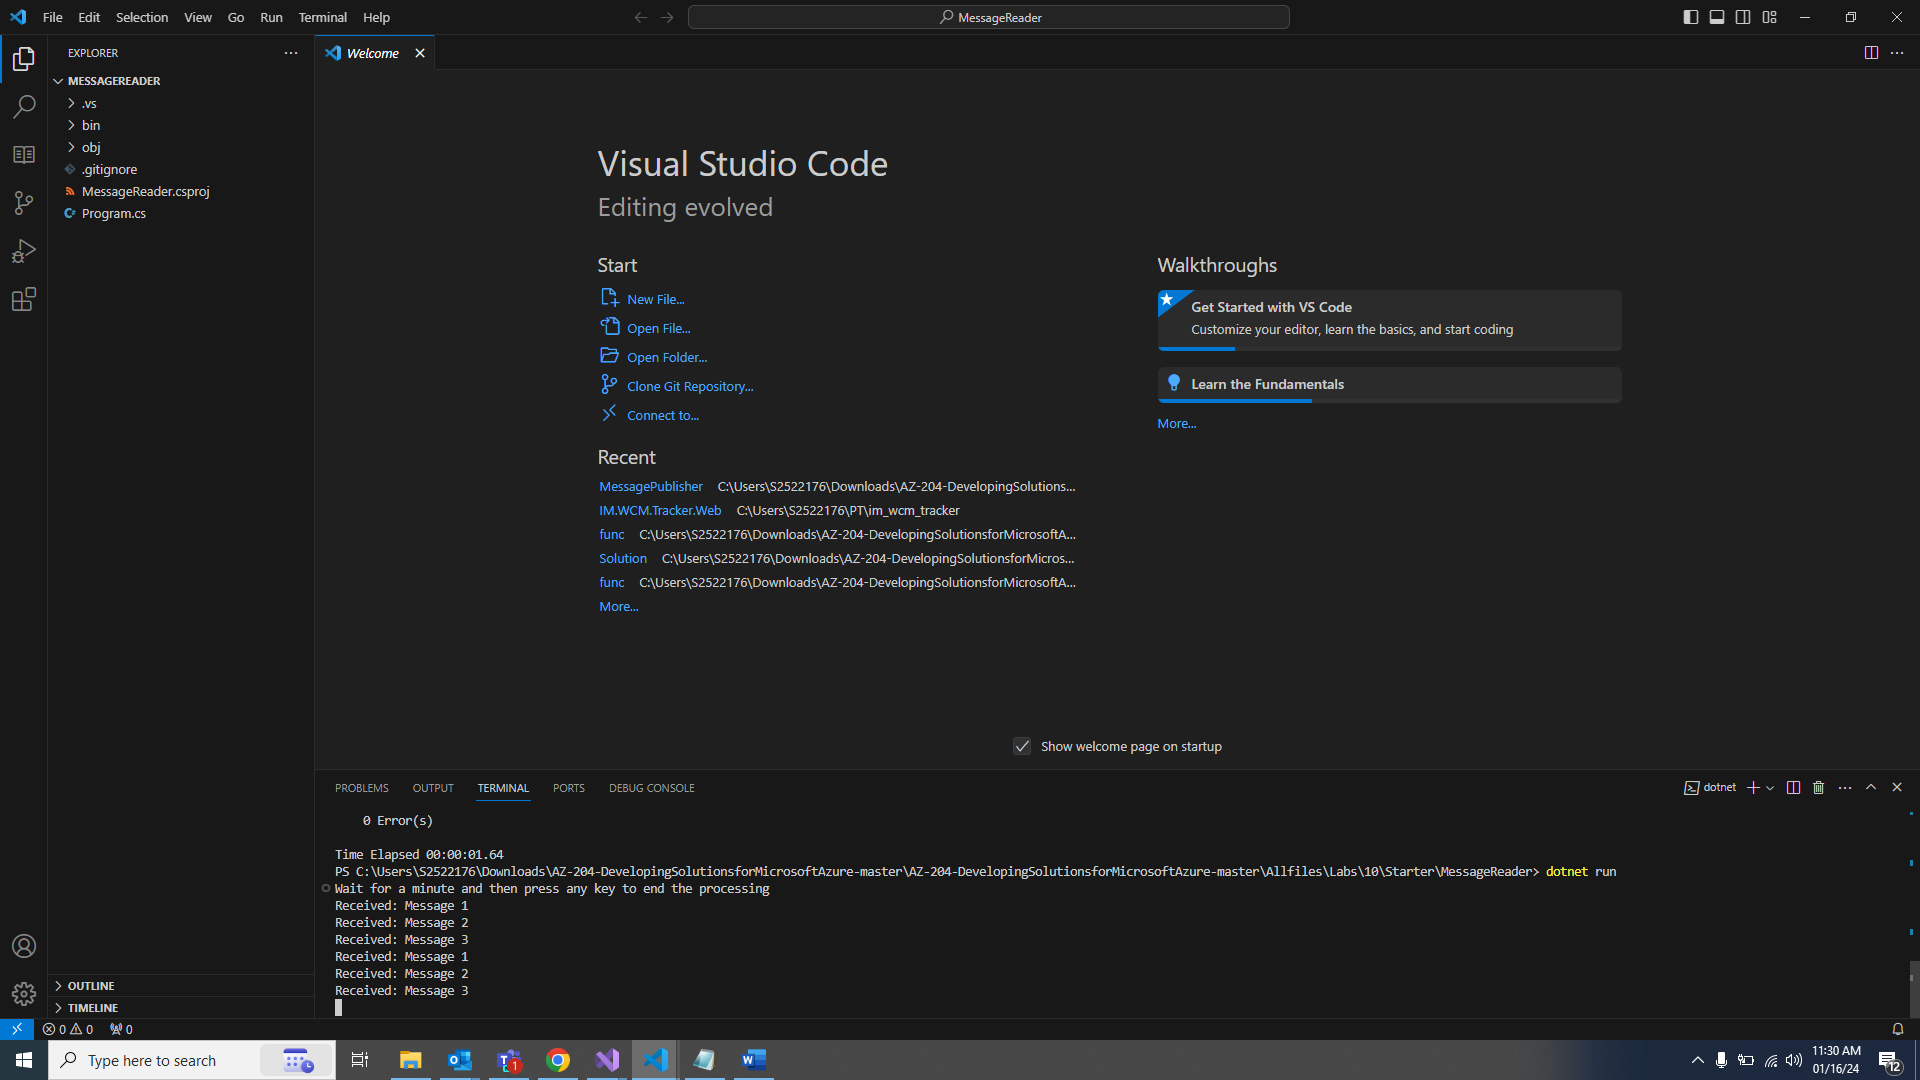 File Edit Selection View Go Run Terminal Help
MessageReader
EXPLORER
Welcome
MESSAGEREADER
.vs
bin
obj
.gitignore
MessageReader.csproj
Program.cs
Visual Studio Code
Editing evolved
Start
New File...
Open File...
Open Folder...
Clone Git Repository...
Connect to...
Recent
MessagePublisher C:\Users\S2522176\Downloads\AZ-204-DevelopingSolutions...
IM.WCM.Tracker.Web C:\Users\S2522176\PT\im_wcm_tracker
func C:\Users\S2522176\Downloads\AZ-204-DevelopingSolutionsforMicrosoftA...
Solution C:\Users\S2522176\Downloads\AZ-204-DevelopingSolutionsforMicros...
func C:\Users\S2522176\Downloads\AZ-204-DevelopingSolutionsforMicrosoftA...
More...
Walkthroughs
Get Started with VS Code
Customize your editor, learn the basics, and start coding
Learn the Fundamentals
More...
Show welcome page on startup
PROBLEMS OUTPUT TERMINAL PORTS DEBUG CONSOLE
dotnet
0 Error(s)
Time Elapsed 00:00:01.64
PS C:\Users\S2522176\Downloads\AZ-204-DevelopingSolutionsforMicrosoftAzure-master\AZ-204-DevelopingSolutionsforMicrosoftAzure-master\Allfiles\Labs\10\Starter\MessageReader> dotnet run
Wait for a minute and then press any key to end the processing
Received: Message 1
Received: Message 2
Received: Message 3
Received: Message 1
Received: Message 2
Received: Message 3
OUTLINE
TIMELINE
0 0 0
Type here to search
1
11:30 AM
01/16/24
12